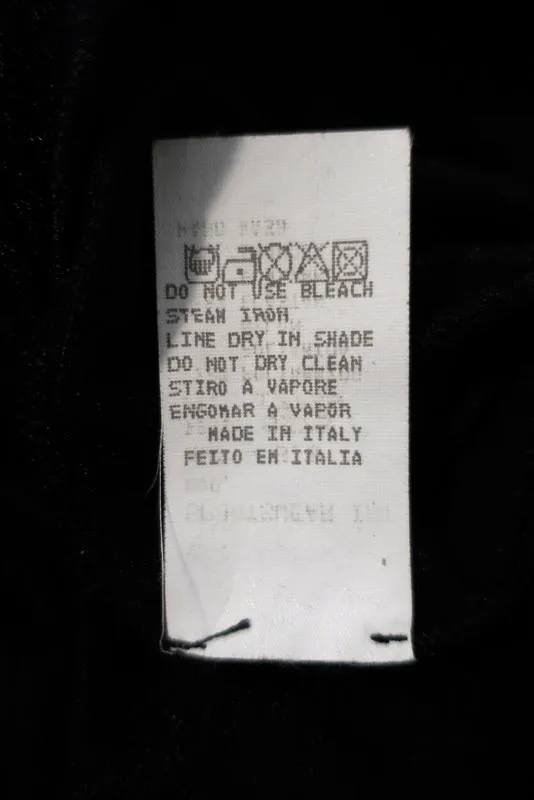 DO NOT USE BLEACH
STEAM IRON
LINE DRY IN SHADE
DO NOT DRY CLEAN
STIRO A VAPORE
ENGOMAR A VAPOR
MADE IN ITALY
FEITO EM ITALIA